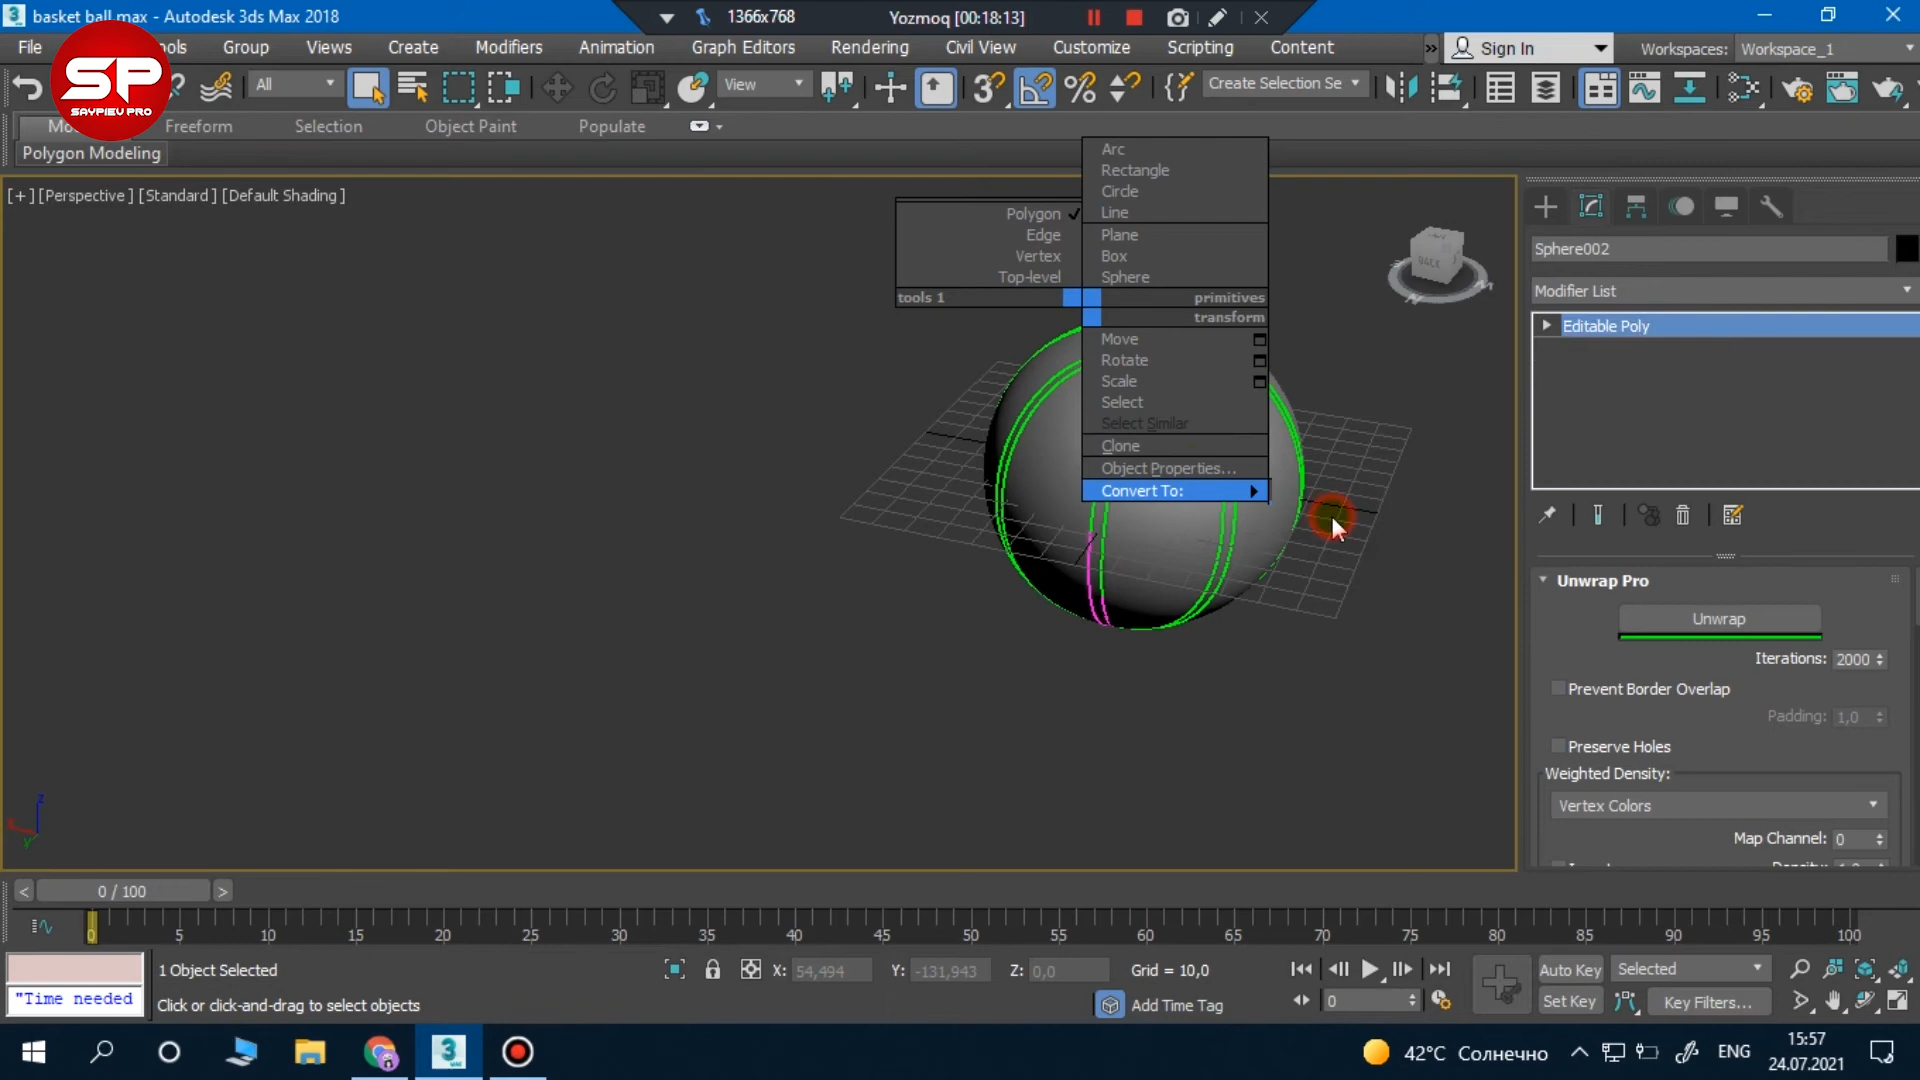 basket ball.max - Autodesk 3ds Max 2018
1366x768
Yozmoq [00:18:13]
File
ools
Group
Views
Create
Modifiers
Animation
Graph Editors
Rendering
Civil View
Customize
Scripting
Content
Sign In
Workspaces: Workspace_1
SP
SAYPIEV PRO
All
View
Create Selection Se
Freeform
Selection
Object Paint
Populate
Polygon Modeling
[+] [Perspective] [Standard] [Default Shading]
Arc
Rectangle
Circle
Line
Plane
Box
Sphere
Polygon
Edge
Vertex
Top-level
tools 1
primitives
transform
Move
Rotate
Scale
Select
Select Similar
Clone
Object Properties...
Convert To:
BACK
Sphere002
Modifier List
Editable Poly
Unwrap Pro
Unwrap
Iterations: 2000
Prevent Border Overlap
Padding: 1,0
Preserve Holes
Weighted Density:
Vertex Colors
Map Channel: 0
z
y
< 0 / 100 >
0 5 10 15 20 25 30 35 40 45 50 55 60 65 70 75 80 85 90 95 100
1 Object Selected
X: 54,494 Y: -131,943 Z: 0,0 Grid = 10,0
Auto Key Selected
"Time needed
Click or click-and-drag to select objects
Add Time Tag
0
Set Key
Key Filters...
42°C Солнечно
ENG
15:57
24.07.2021